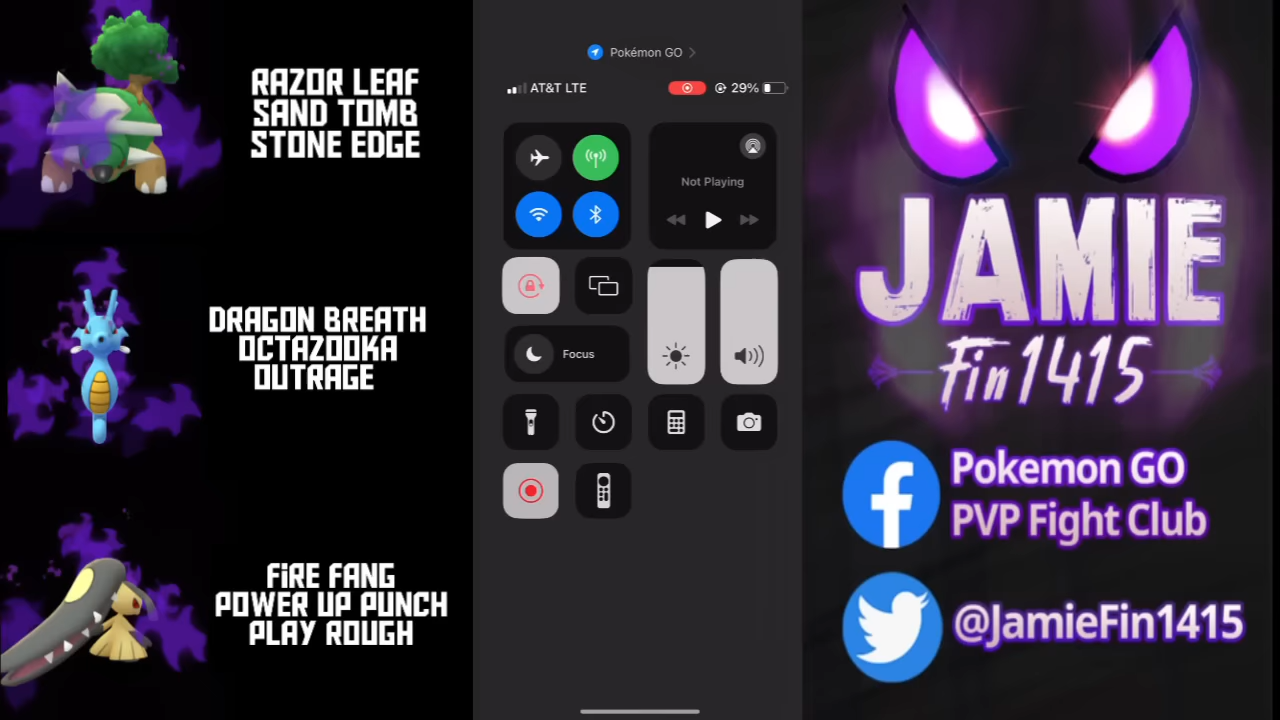 RAZOR LEAF
SAND TOMB
STONE EDGE
DRAGON BREATH
OCTAZOOKA
OUTRAGE
FIRE FANG
POWER UP PUNCH
PLAY ROUGH
Pokémon GO
AT&T LTE
29%
Not Playing
Focus
JAMIE
Fin1415
Pokemon GO
PVP Fight Club
@JamieFin1415